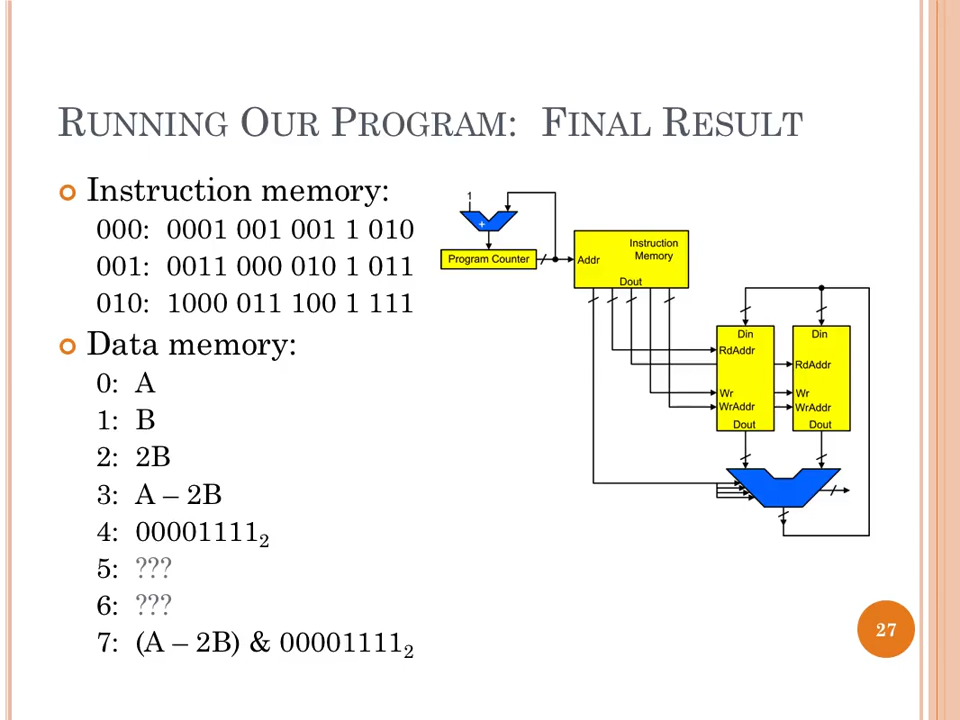 RUNNING OUR PROGRAM: FINAL RESULT
Instruction memory:
000: 0001 001 001 1 010
001: 0011 000 010 1 011
010: 1000 011 100 1 111
Data memory:
0: A
1: B
2: 2B
3: A – 2B
4: 00001111₂
5: ???
6: ???
7: (A – 2B) & 00001111₂
1
+
Program Counter
Addr
Instruction
Memory
Dout
Din
RdAddr
Wr
WrAddr
Dout
Din
RdAddr
Wr
WrAddr
Dout
27